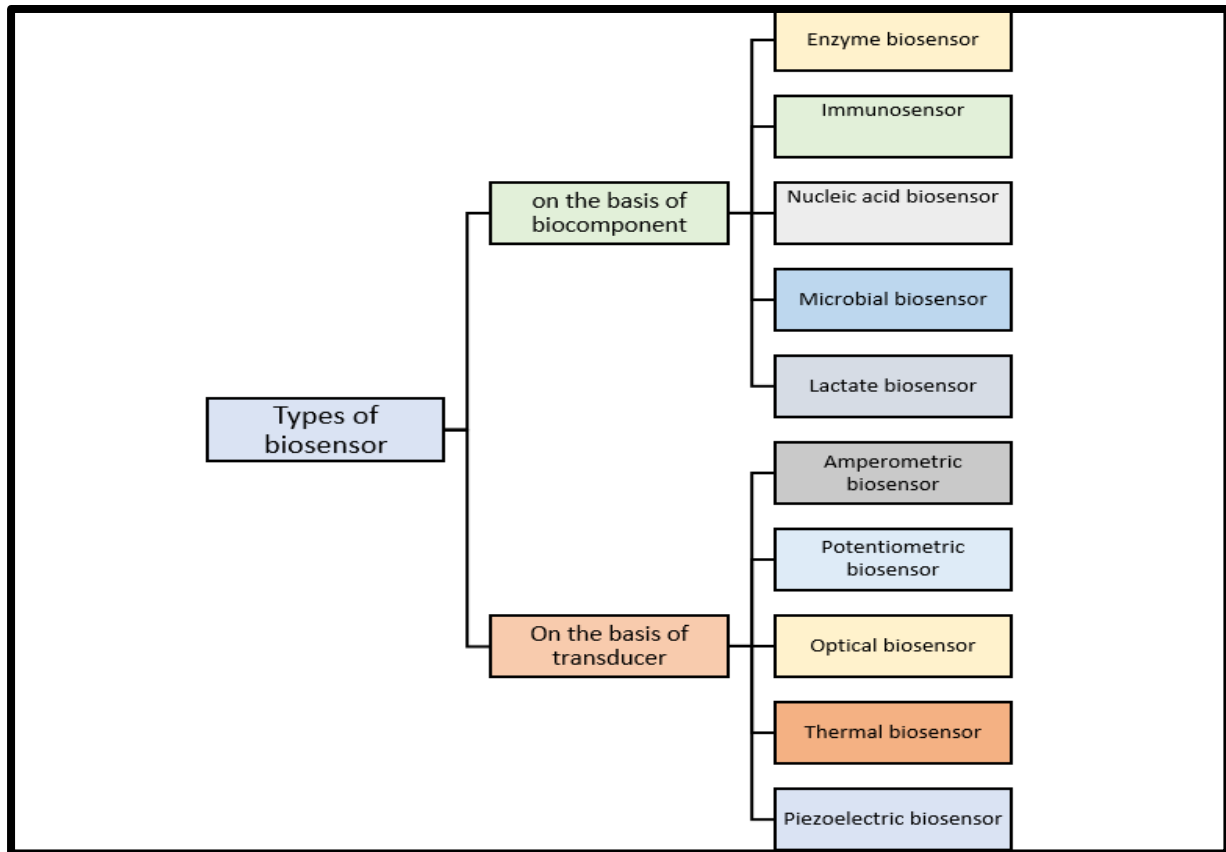 Types of
biosensor
on the basis of
biocomponent
Enzyme biosensor
Immunosensor
Nucleic acid biosensor
Microbial biosensor
Lactate biosensor
On the basis of
transducer
Amperometric
biosensor
Potentiometric
biosensor
Optical biosensor
Thermal biosensor
Piezoelectric biosensor